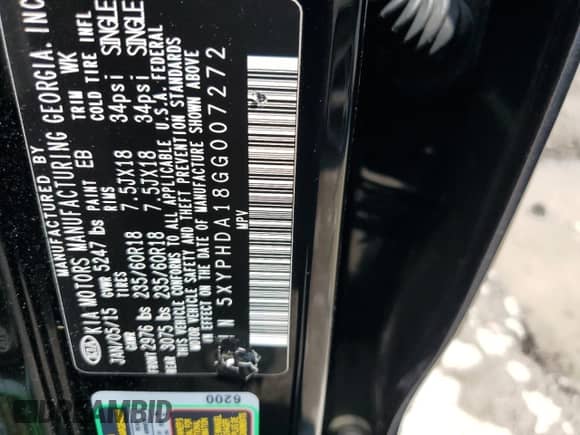 MANUFACTURED BY
KIA MOTORS MANUFACTURING GEORGIA. INC
JAN/05/15 PAINT EB TRIM WK
GVWR 5247 lbs
GAWR TIRES RIMS COLD TIRE INFL
FRONT 2976 lbs 235/60R18 7.5JX18 34psi SINGLE
REAR 3075 lbs 235/60R18 7.5JX18 34psi SINGLE
THIS VEHICLE CONFORMS TO ALL APPLICABLE U.S.A. FEDERAL
MOTOR VEHICLE SAFETY AND THEFT PREVENTION STANDARDS
IN EFFECT ON THE DATE OF MANUFACTURE SHOWN ABOVE
5XYPHDA18GG007272
MPV
6200
DREAMBID